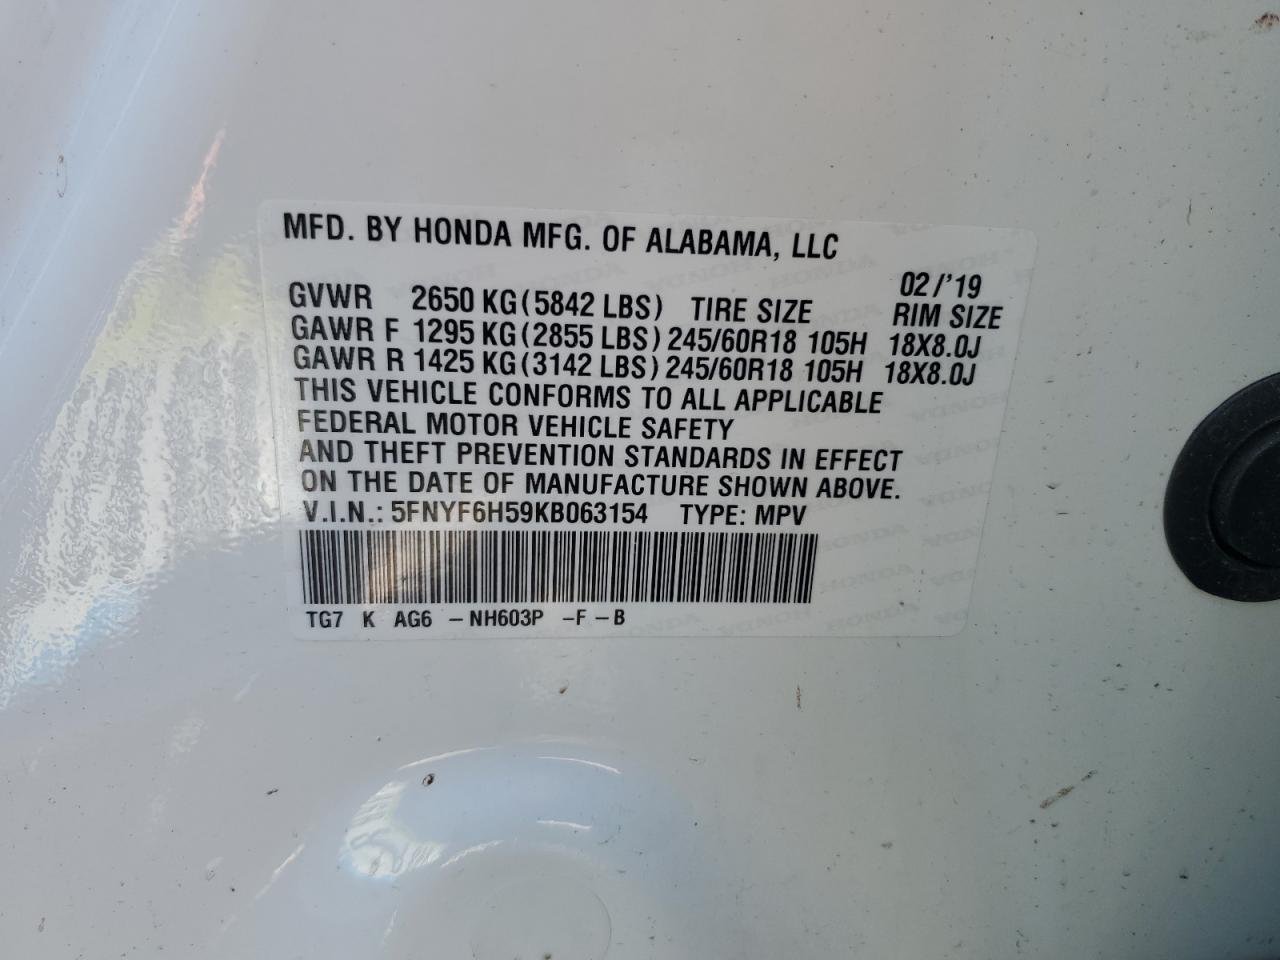 MFD. BY HONDA MFG. OF ALABAMA, LLC
02/'19
GVWR 2650 KG (5842 LBS) TIRE SIZE RIM SIZE
GAWR F 1295 KG (2855 LBS) 245/60R18 105H 18X8.0J
GAWR R 1425 KG (3142 LBS) 245/60R18 105H 18X8.0J
THIS VEHICLE CONFORMS TO ALL APPLICABLE
FEDERAL MOTOR VEHICLE SAFETY
AND THEFT PREVENTION STANDARDS IN EFFECT
ON THE DATE OF MANUFACTURE SHOWN ABOVE.
V.I.N.: 5FNYF6H59KB063154 TYPE: MPV
TG7 K AG6 – NH603P –F – B